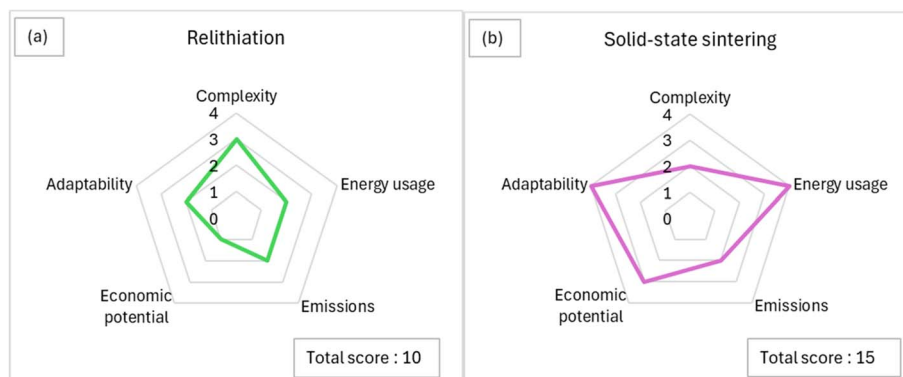 (a)
Relithiation
Complexity
4
3
2
1
0
Adaptability
Energy usage
Economic
potential
Emissions
Total score : 10
(b)
Solid-state sintering
Complexity
4
3
2
1
0
Adaptability
Energy usage
Economic
potential
Emissions
Total score : 15